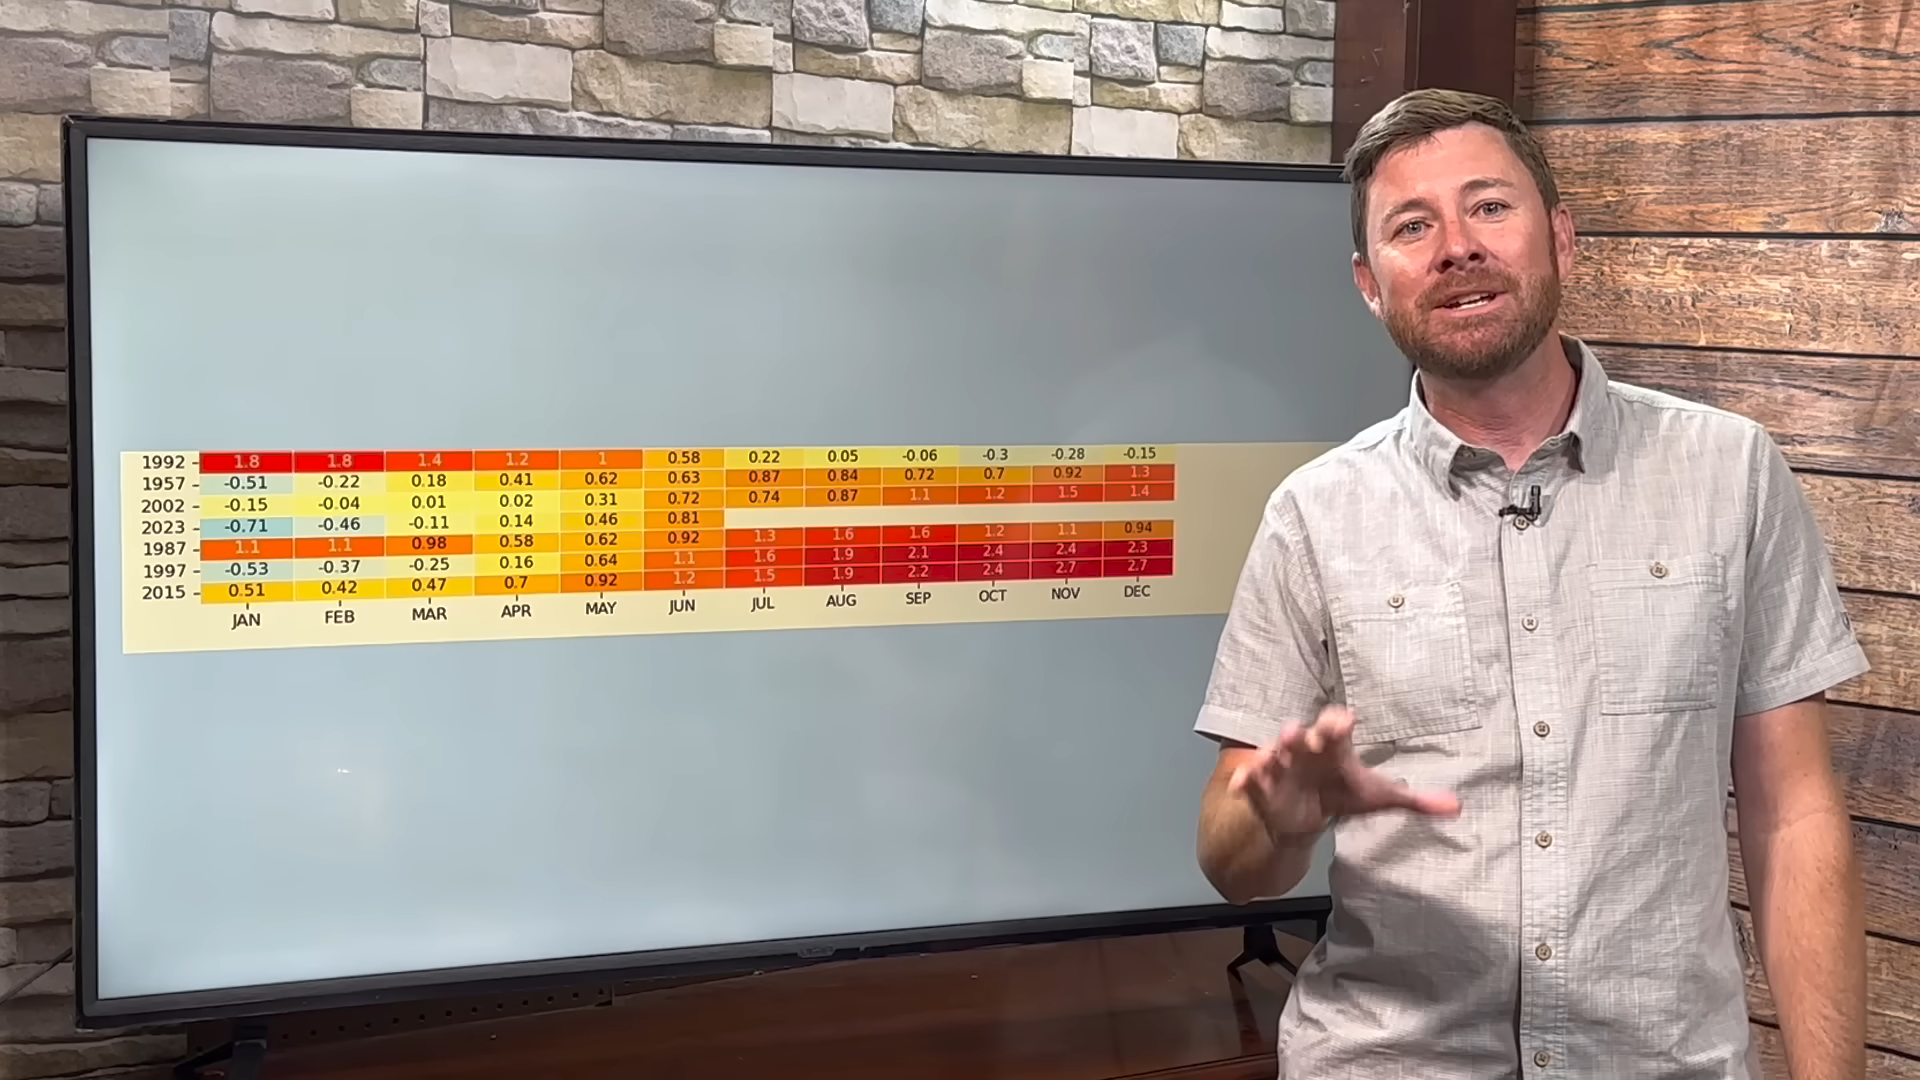 1992 - 1.8 1.8 1.4 1.2 1 0.58 0.22 0.05 -0.06 -0.3 -0.28 -0.15
1957 - -0.51 -0.22 0.18 0.41 0.62 0.63 0.87 0.84 0.72 0.7 0.92 1.3
2002 - -0.15 -0.04 0.01 0.02 0.31 0.72 0.74 0.87 1.1 1.2 1.5 1.4
2023 - -0.71 -0.46 -0.11 0.14 0.46 0.81
1987 - 1.1 1.1 0.98 0.58 0.62 0.92 1.3 1.6 1.6 1.2 1.1 0.94
1997 - -0.53 -0.37 -0.25 0.16 0.64 1.1 1.6 1.9 2.1 2.4 2.4 2.3
2015 - 0.51 0.42 0.47 0.7 0.92 1.2 1.5 1.9 2.2 2.4 2.7 2.7
JAN FEB MAR APR MAY JUN JUL AUG SEP OCT NOV DEC